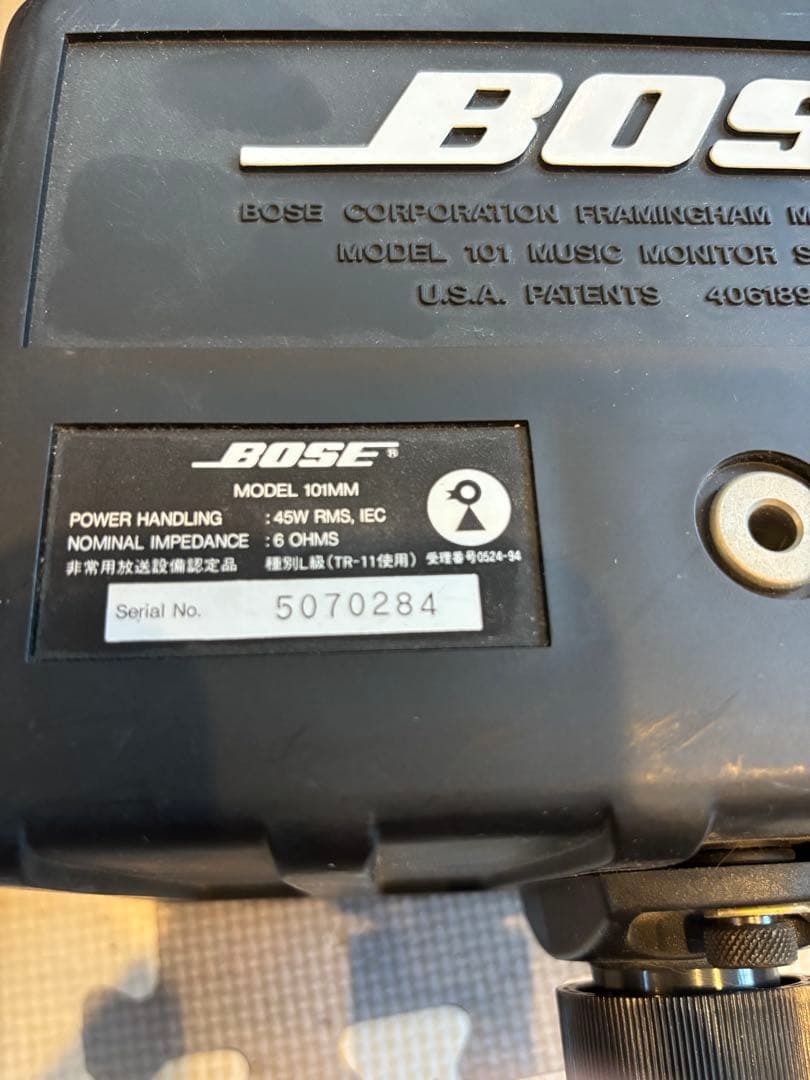 BOS
BOSE CORPORATION FRAMINGHAM M
MODEL 101 MUSIC MONITOR S
U.S.A. PATENTS 406189
BOSE®
MODEL 101MM
POWER HANDLING : 45W RMS, IEC
NOMINAL IMPEDANCE : 6 OHMS
非常用放送設備認定品 種別L級(TR-11使用) 受理番号0524-94
Serial No. 5070284